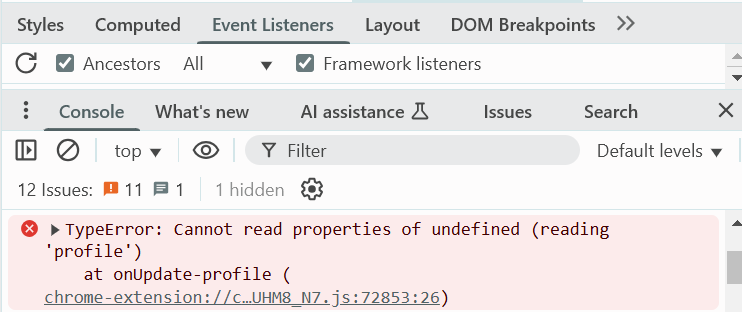 Styles Computed Event Listeners Layout DOM Breakpoints
Ancestors All Framework listeners
Console What's new AI assistance Issues Search
top Filter Default levels
12 Issues: 11 1 1 hidden
TypeError: Cannot read properties of undefined (reading
'profile')
at onUpdate-profile (
chrome-extension://c…UHM8_N7.js:72853:26)